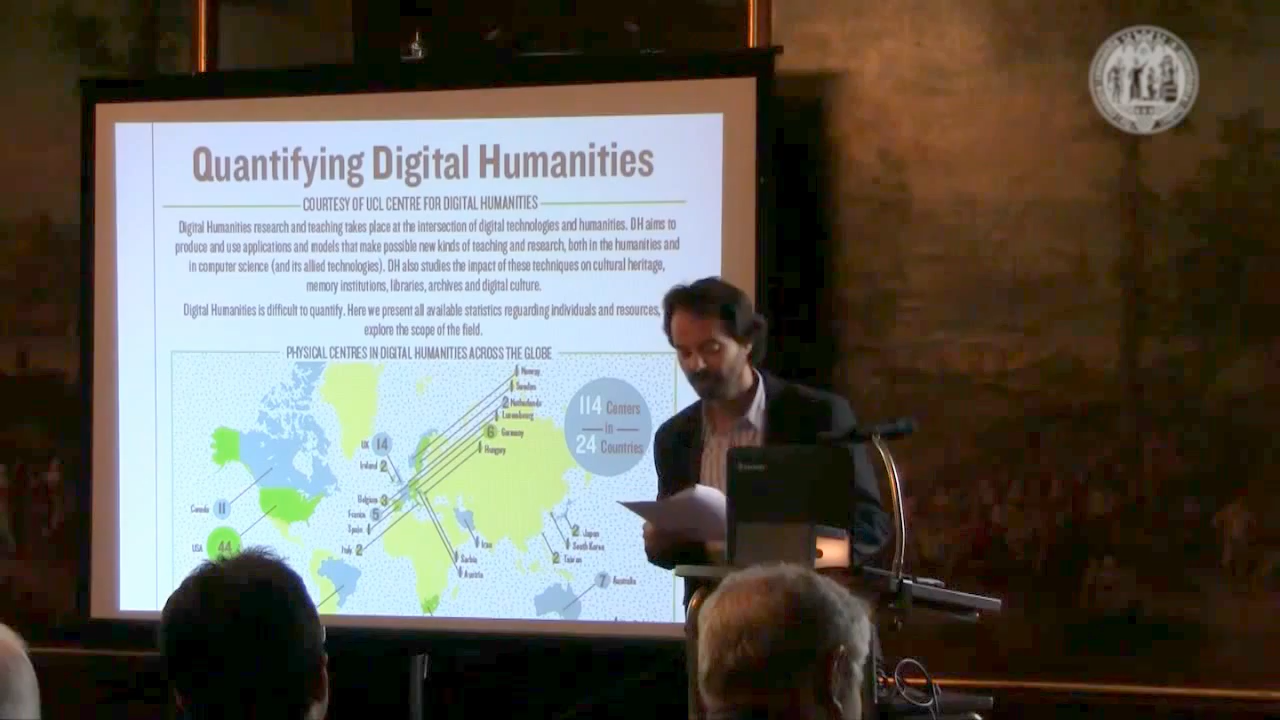 Quantifying Digital Humanities
COURTESY OF UCL CENTRE FOR DIGITAL HUMANITIES
Digital Humanities research and teaching takes place at the intersection of digital technologies and humanities. DH aims to
produce and use applications and models that make possible new kinds of teaching and research, both in the humanities and
in computer science (and its allied technologies). DH also studies the impact of these techniques on cultural heritage,
memory institutions, libraries, archives and digital culture.
Digital Humanities is difficult to quantify. Here we present all available statistics reguarding individuals and resources,
explore the scope of the field.
PHYSICAL CENTRES IN DIGITAL HUMANITIES ACROSS THE GLOBE
Norway
Sweden
2 Netherlands
Luxembourg
6 Germany
Hungary
114 Centers
in
24 Countries
UK 14
Ireland 2
Belgium 3
France 5
Spain
Italy 2
Canada 11
USA 44
Iran
Serbia
Austria
2 Japan
South Korea
2 Taiwan
7 Australia